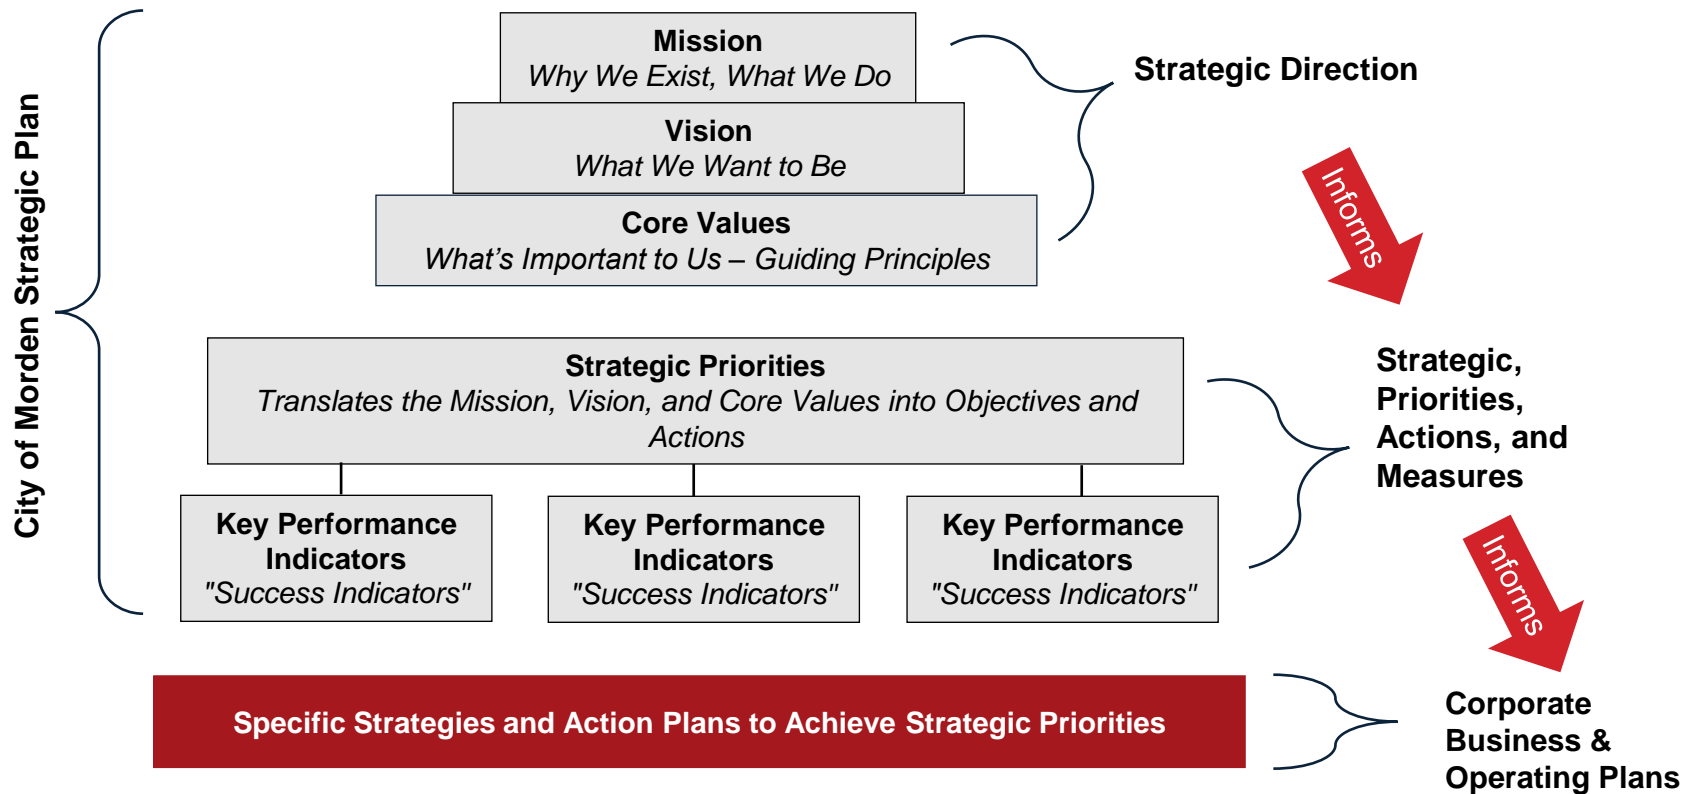 City of Morden Strategic Plan
Mission
Why We Exist, What We Do
Vision
What We Want to Be
Core Values
What's Important to Us – Guiding Principles
Strategic Direction
Informs
Strategic Priorities
Translates the Mission, Vision, and Core Values into Objectives and
Actions
Key Performance
Indicators
"Success Indicators"
Key Performance
Indicators
"Success Indicators"
Key Performance
Indicators
"Success Indicators"
Strategic,
Priorities,
Actions, and
Measures
Informs
Specific Strategies and Action Plans to Achieve Strategic Priorities
Corporate
Business &
Operating Plans